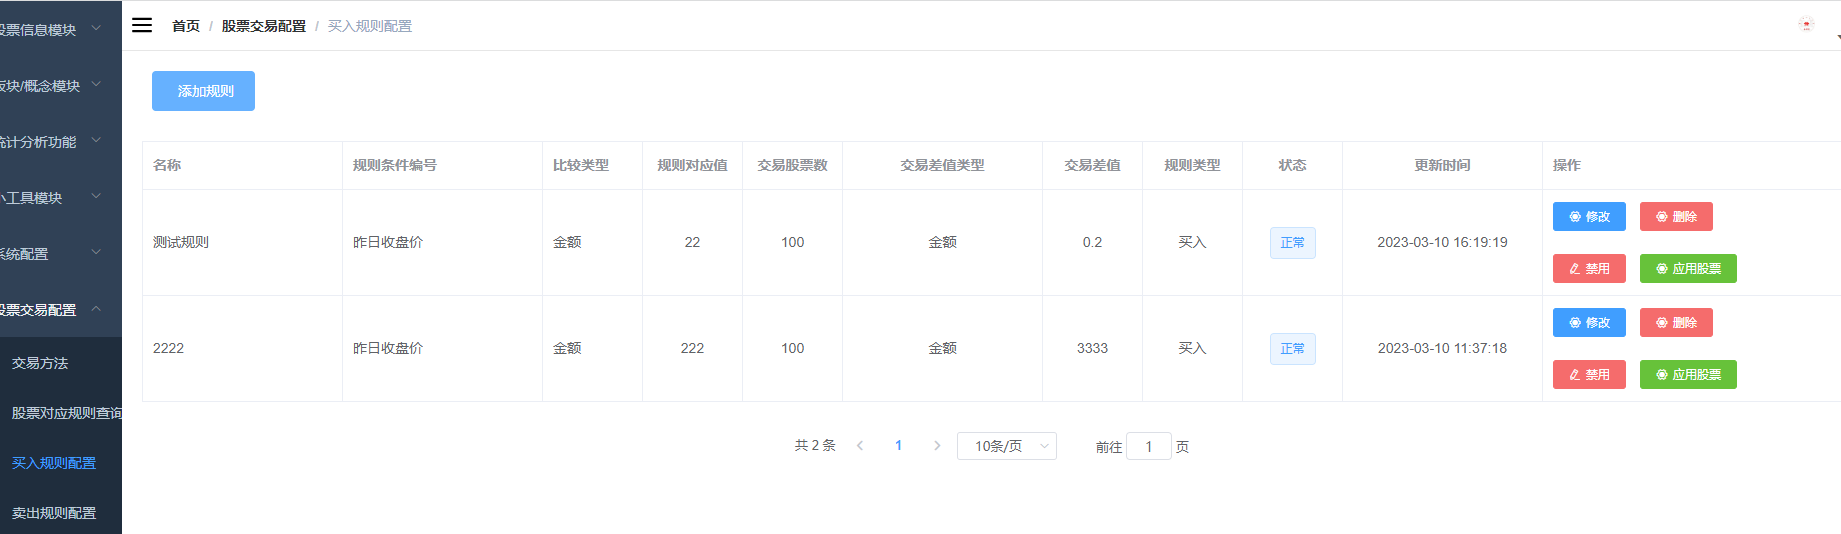 股票信息模块
板块/概念模块
统计分析功能
小工具模块
系统配置
股票交易配置
交易方法
股票对应规则查询
买入规则配置
卖出规则配置
首页 / 股票交易配置 / 买入规则配置
添加规则
名称 规则条件编号 比较类型 规则对应值 交易股票数 交易差值类型 交易差值 规则类型 状态 更新时间 操作
测试规则 昨日收盘价 金额 22 100 金额 0.2 买入 正常 2023-03-10 16:19:19 修改 删除
禁用 应用股票
2222 昨日收盘价 金额 222 100 金额 3333 买入 正常 2023-03-10 11:37:18 修改 删除
禁用 应用股票
共 2 条 1 10条/页 前往 1 页